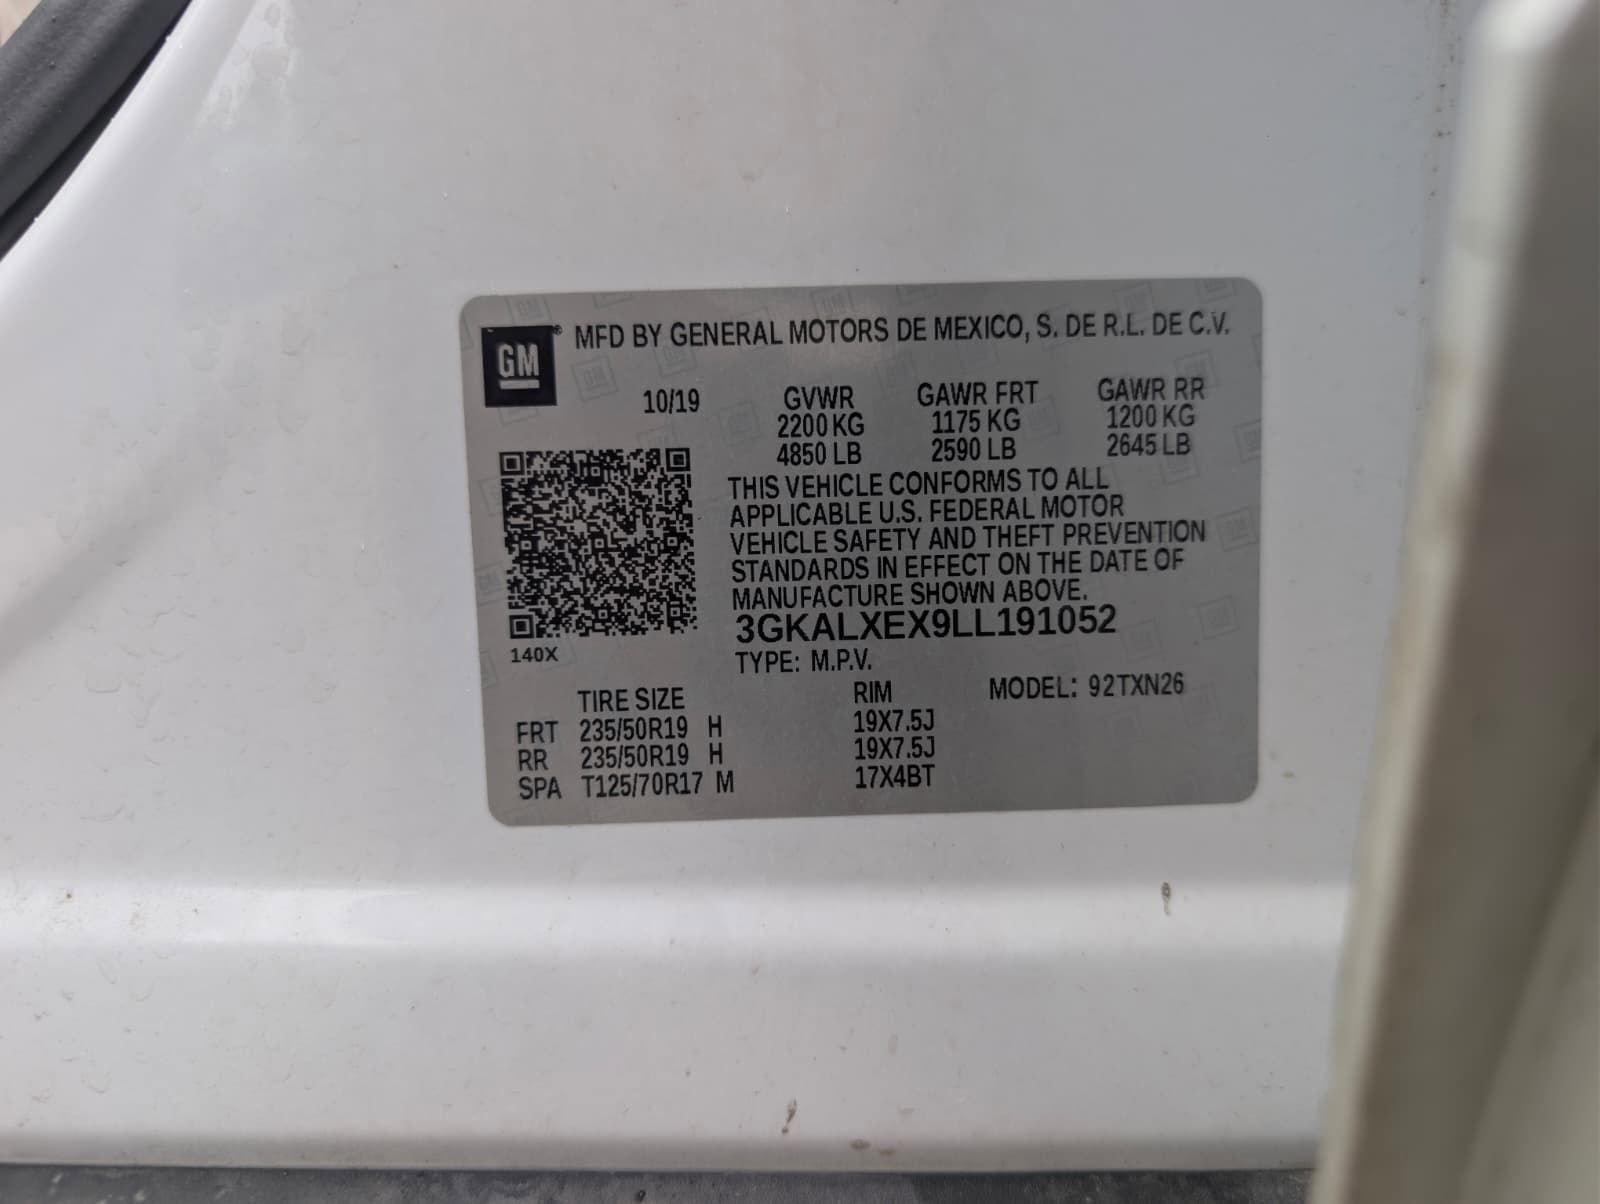 GM® MFD BY GENERAL MOTORS DE MEXICO, S. DE R.L. DE C.V.
10/19 GVWR GAWR FRT GAWR RR
2200 KG 1175 KG 1200 KG
4850 LB 2590 LB 2645 LB
THIS VEHICLE CONFORMS TO ALL
APPLICABLE U.S. FEDERAL MOTOR
VEHICLE SAFETY AND THEFT PREVENTION
STANDARDS IN EFFECT ON THE DATE OF
MANUFACTURE SHOWN ABOVE.
3GKALXEX9LL191052
140X
TYPE: M.P.V.
TIRE SIZE RIM MODEL: 92TXN26
FRT 235/50R19 H 19X7.5J
RR 235/50R19 H 19X7.5J
SPA T125/70R17 M 17X4BT